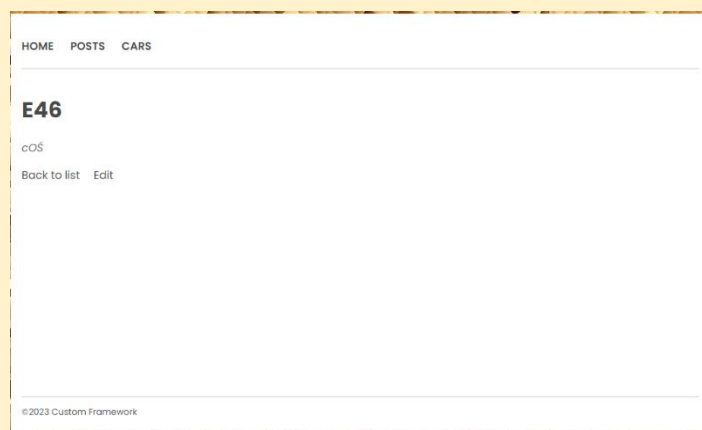 HOME POSTS CARS
E46
cOŚ
Back to list Edit
©2023 Custom Framework